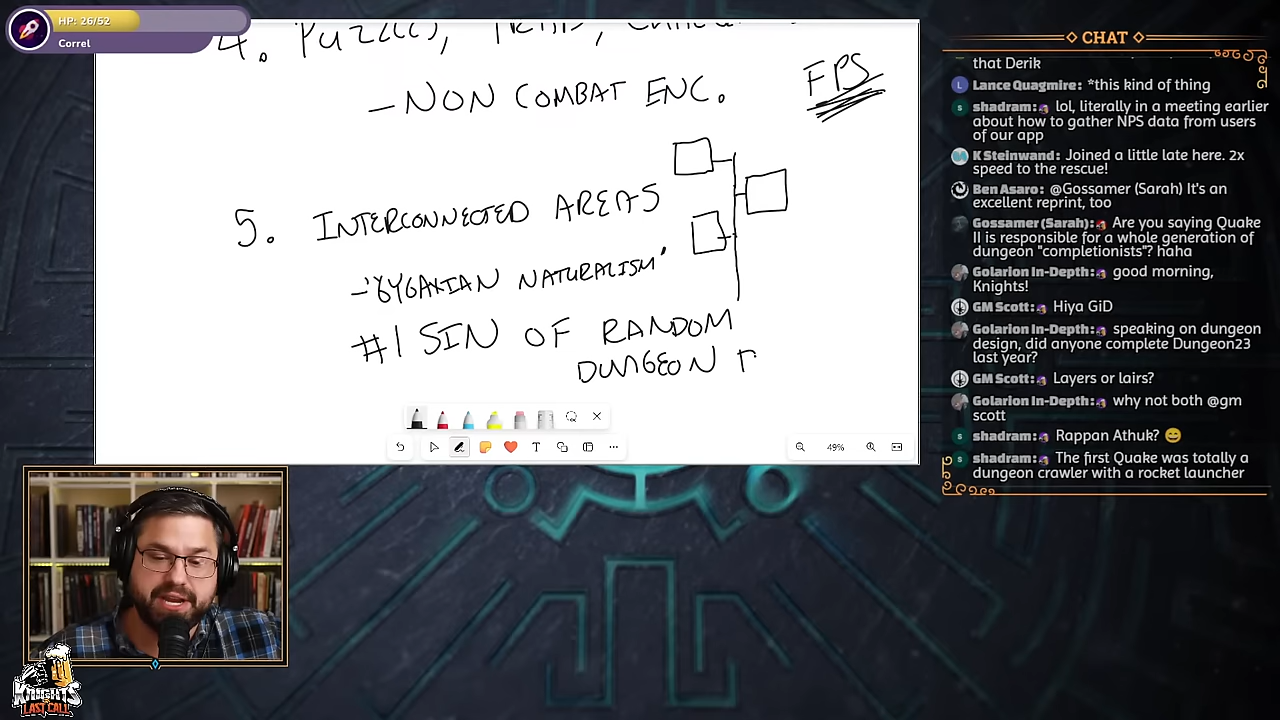 HP: 26/52
Correl
4. PUZZLES, TRAPS,
- NON COMBAT ENC.
FPS
5. INTERCONNECTED AREAS
- 'GYGAXIAN NATURALISM'
#1 SIN OF RANDOM
DUNGEON
49%
KNIGHTS
LAST CALL
CHAT
that Derik
Lance Quagmire: *this kind of thing
shadram: lol, literally in a meeting earlier
about how to gather NPS data from users
of our app
K Steinwand: Joined a little late here. 2x
speed to the rescue!
Ben Asaro: @Gossamer (Sarah) It's an
excellent reprint, too
Gossamer (Sarah): Are you saying Quake
II is responsible for a whole generation of
dungeon "completionists"? haha
Golarion In-Depth: good morning,
Knights!
GM Scott: Hiya GiD
Golarion In-Depth: speaking on dungeon
design, did anyone complete Dungeon23
last year?
GM Scott: Layers or lairs?
Golarion In-Depth: why not both @gm
scott
shadram: Rappan Athuk? 😄
shadram: The first Quake was totally a
dungeon crawler with a rocket launcher